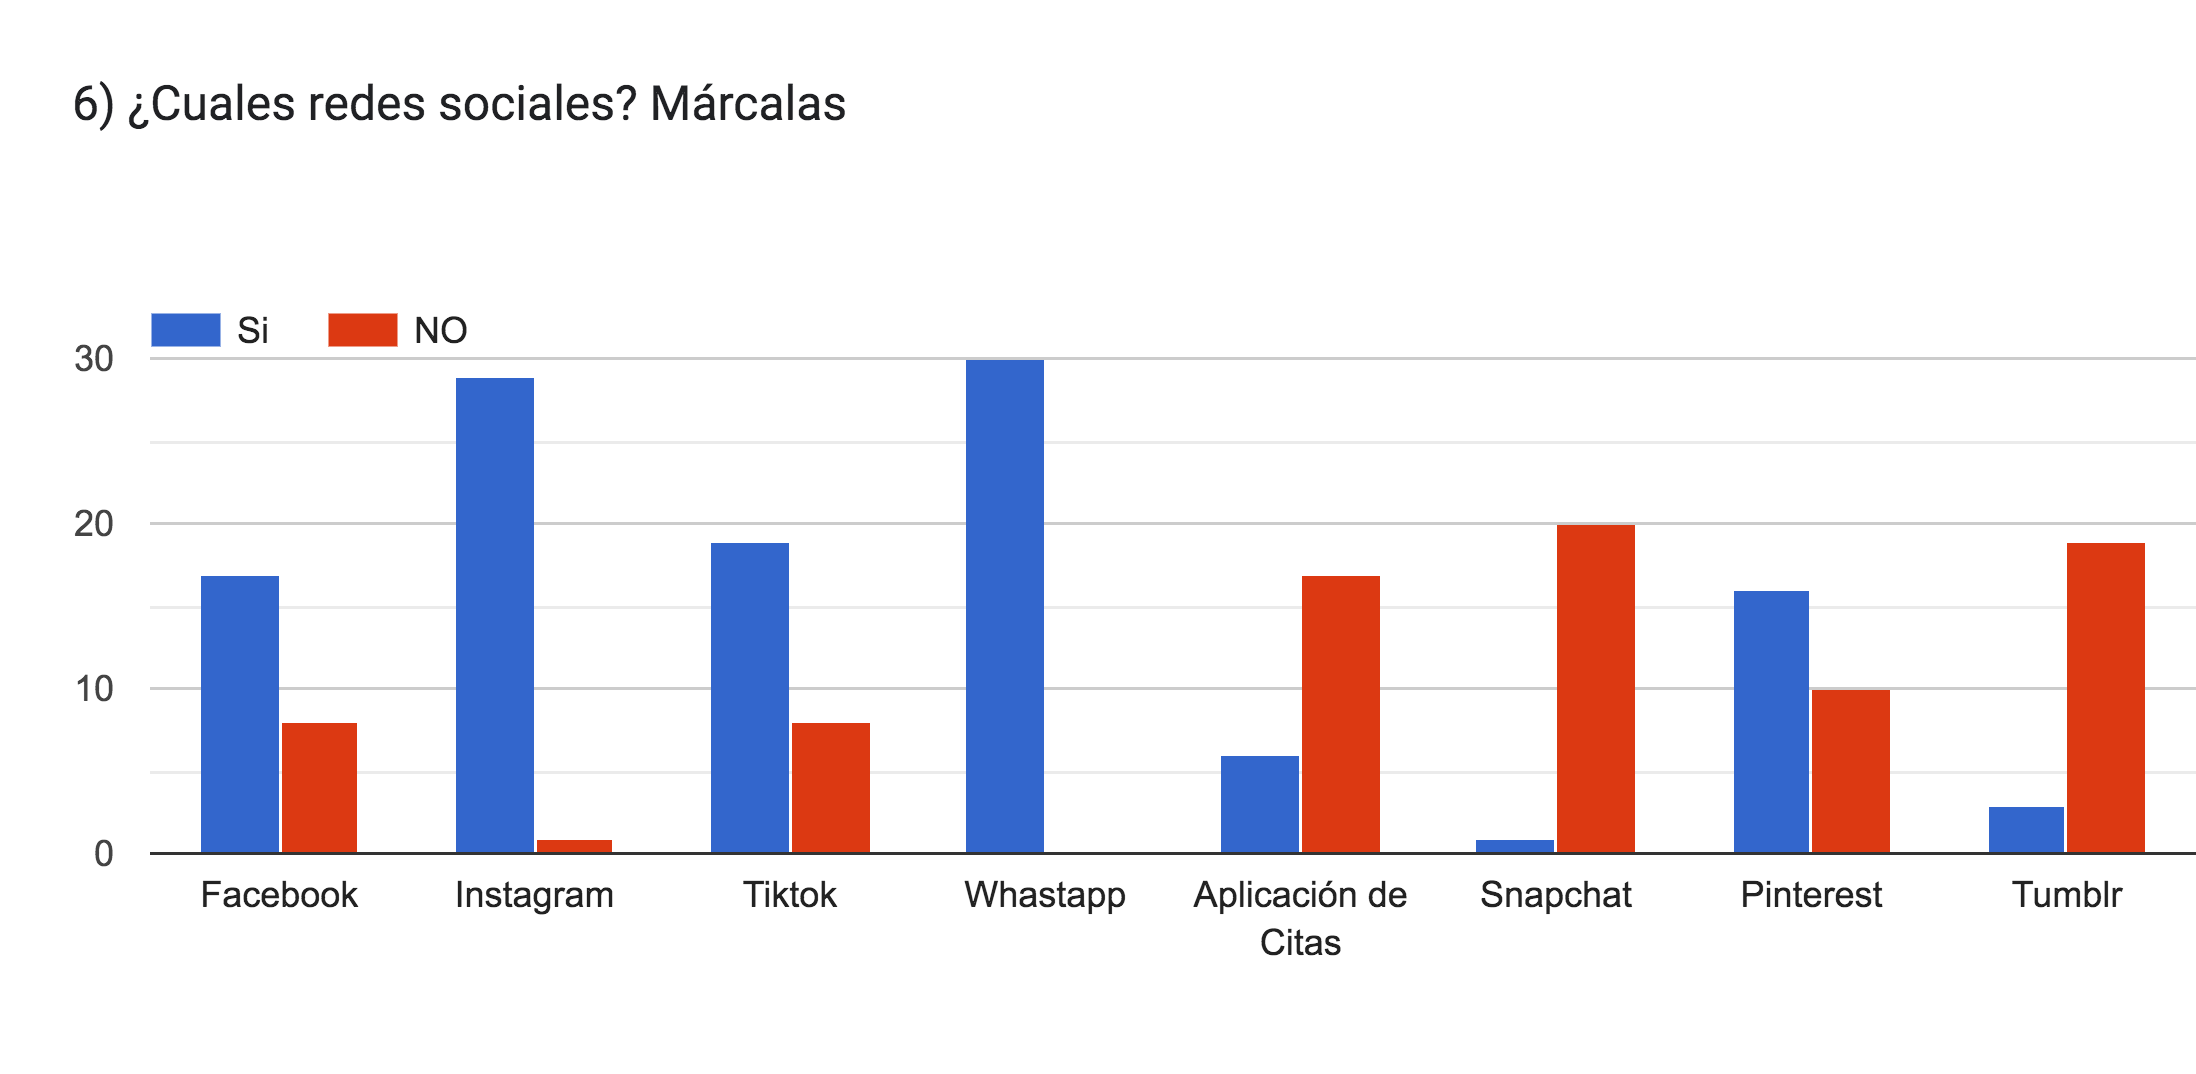 6) ¿Cuales redes sociales? Márcalas
Si NO
30
20
10
0
Facebook Instagram Tiktok Whastapp Aplicación de Snapchat Pinterest Tumblr
Citas